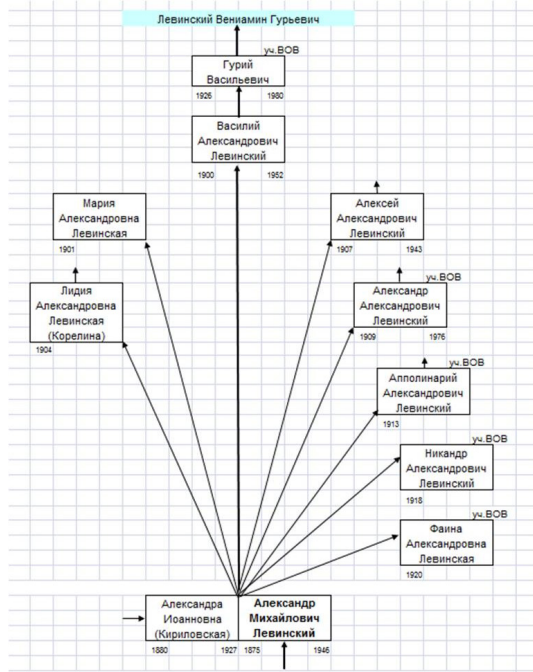 Левинский Вениамин Гурьевич
уч.ВОВ
Гурий
Васильевич
1926 1980
Василий
Александрович
Левинский
1900 1952
Мария
Александровна
Левинская
1901
Алексей
Александрович
Левинский
1907 1943
Лидия
Александровна
Левинская
(Корелина)
1904
уч.ВОВ
Александр
Александрович
Левинский
1909 1976
уч.ВОВ
Апполинарий
Александрович
Левинский
1913
уч.ВОВ
Никандр
Александрович
Левинский
1918
уч.ВОВ
Фаина
Александровна
Левинская
1920
Александра
Иоанновна
(Кириловская)
1880 1927
Александр
Михайлович
Левинский
1875 1946